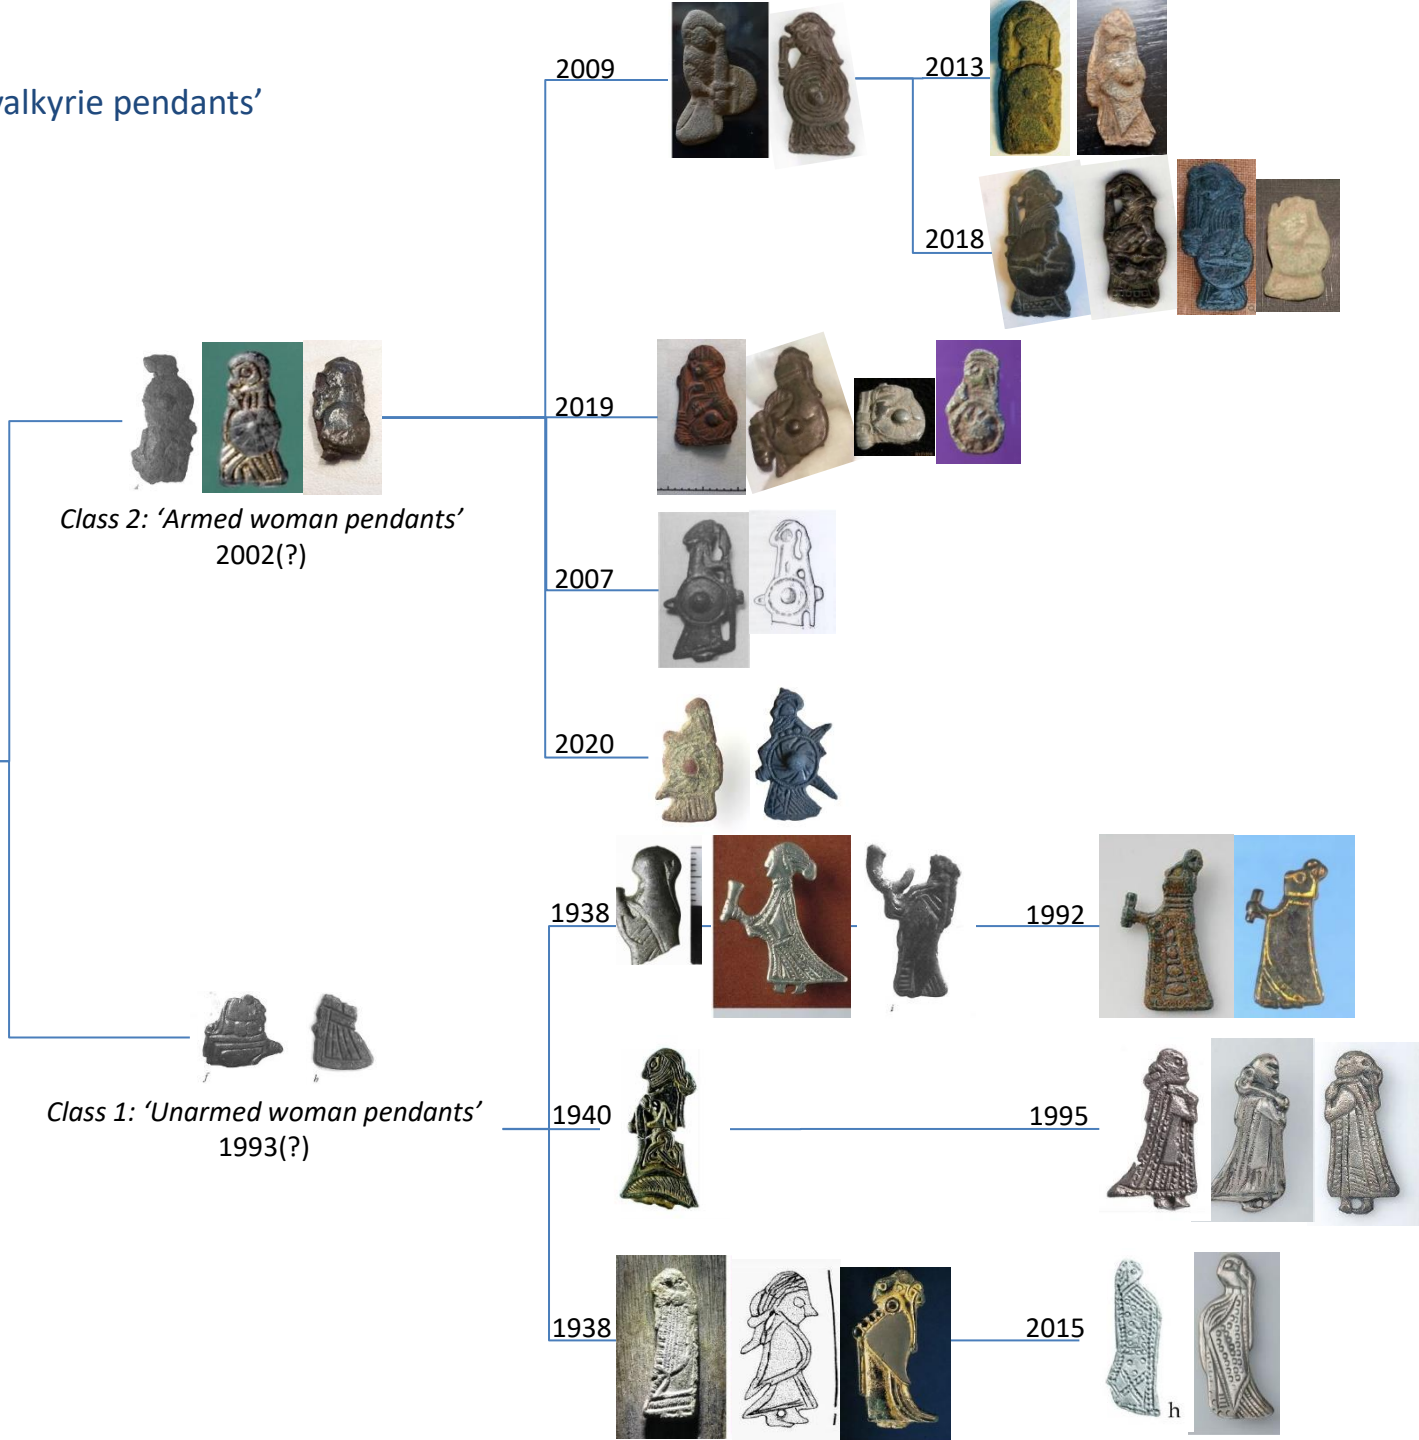 valkyrie pendants’
2009
2013
2018
2019
2007
2020
Class 2: ‘Armed woman pendants’
2002(?)
1938
1992
f
h
Class 1: ‘Unarmed woman pendants’
1993(?)
1940
1995
1938
2015
h